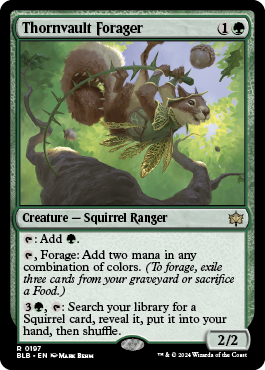 Thornvault Forager 1
Creature — Squirrel Ranger
: Add .
, Forage: Add two mana in any
combination of colors. (To forage, exile
three cards from your graveyard or sacrifice
a Food.)
3, : Search your library for a
Squirrel card, reveal it, put it into your
hand, then shuffle.
2/2
R 0197
BLB • EN Mark Behm
™ & © 2024 Wizards of the Coast